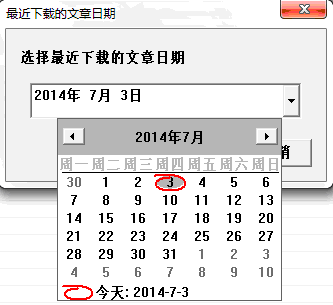 最近下载的文章日期
选择最近下载的文章日期
2014年 7月 3日
2014年7月
周一 周二 周三 周四 周五 周六 周日
30 1 2 3 4 5 6
7 8 9 10 11 12 13
14 15 16 17 18 19 20
21 22 23 24 25 26 27
28 29 30 31 1 2 3
4 5 6 7 8 9 10
今天: 2014-7-3